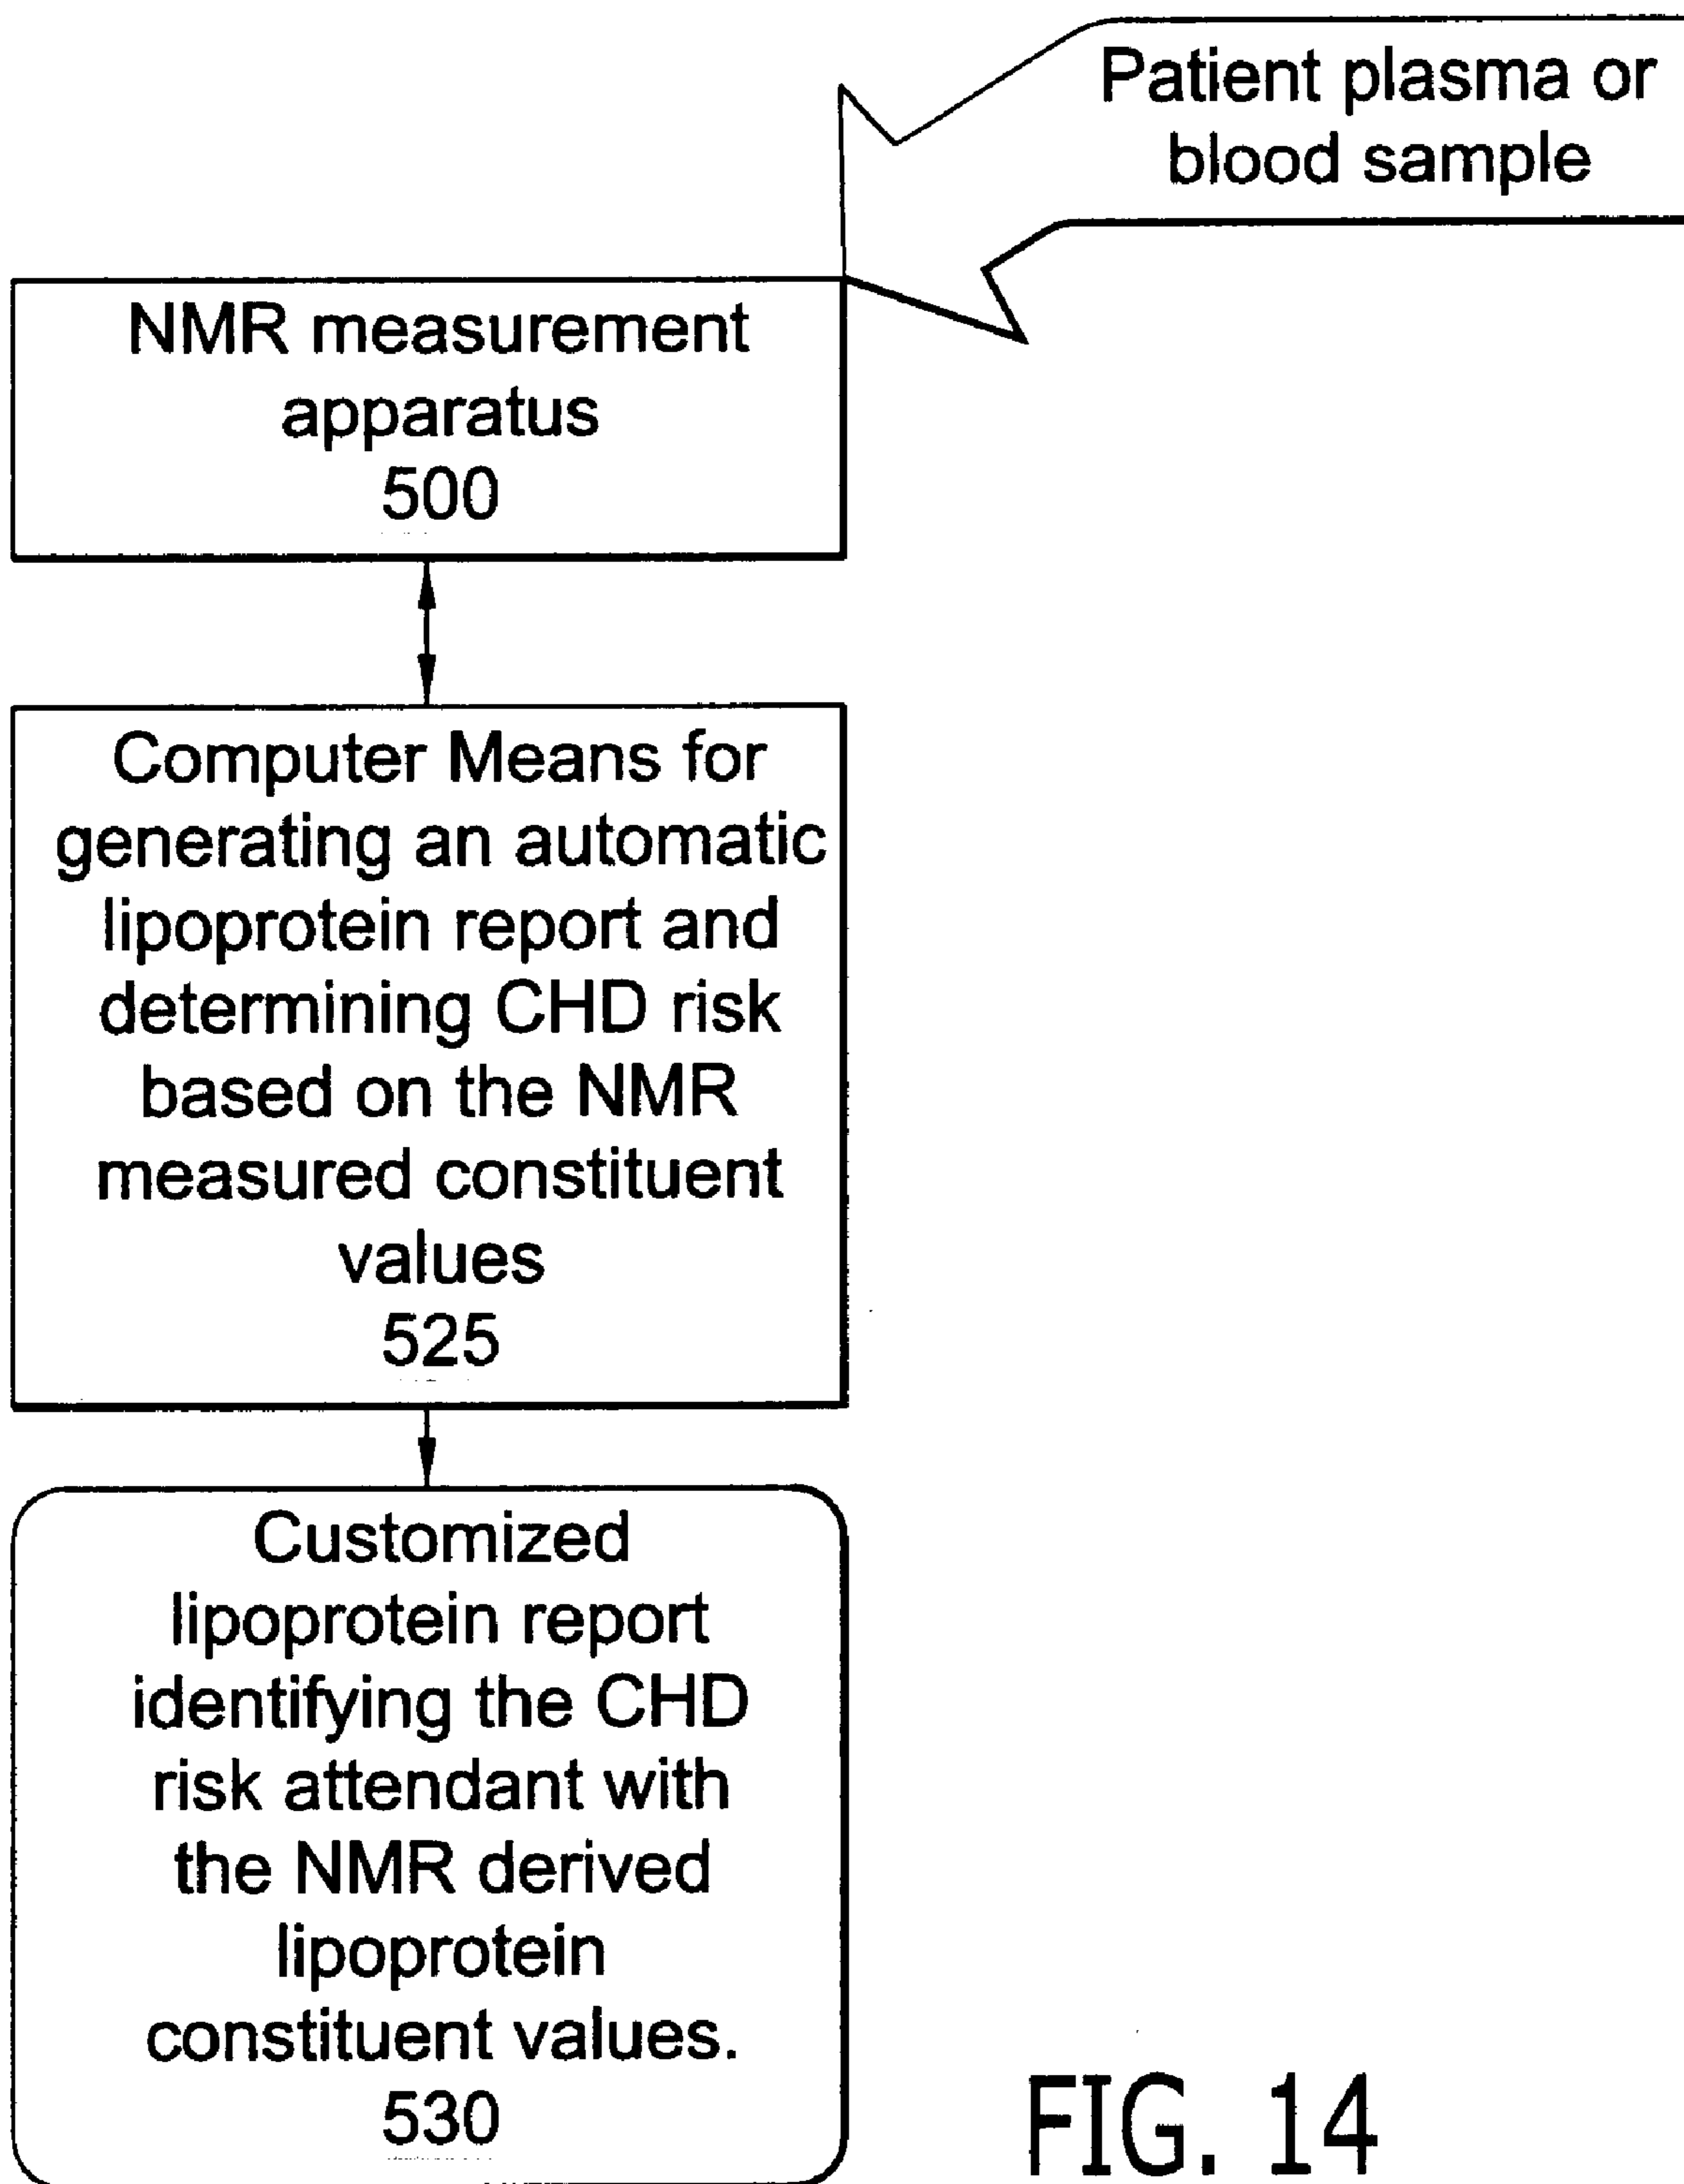 Patient plasma or
blood sample
NMR measurement
apparatus
500
Computer Means for
generating an automatic
lipoprotein report and
determining CHD risk
based on the NMR
measured constituent
values
525
Customized
lipoprotein report
identifying the CHD
risk attendant with
the NMR derived
lipoprotein
constituent values.
530
FIG. 14